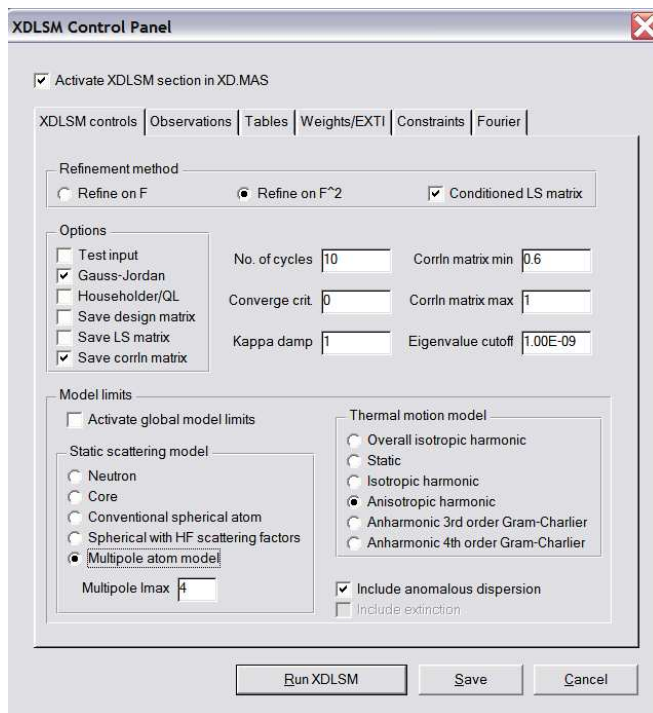 XDLSM Control Panel
Activate XDLSM section in XD.MAS
XDLSM controls Observations Tables Weights/EXTI Constraints Fourier
Refinement method
Refine on F Refine on F^2 Conditioned LS matrix
Options
Test input
Gauss-Jordan
Householder/QL
Save design matrix
Save LS matrix
Save corrln matrix
No. of cycles 10 Corrln matrix min 0.6
Converge crit. 0 Corrln matrix max 1
Kappa damp 1 Eigenvalue cutoff 1.00E-09
Model limits
Activate global model limits
Static scattering model
Neutron
Core
Conventional spherical atom
Spherical with HF scattering factors
Multipole atom model
Multipole lmax 4
Thermal motion model
Overall isotropic harmonic
Static
Isotropic harmonic
Anisotropic harmonic
Anharmonic 3rd order Gram-Charlier
Anharmonic 4th order Gram-Charlier
Include anomalous dispersion
Include extinction
Run XDLSM Save Cancel